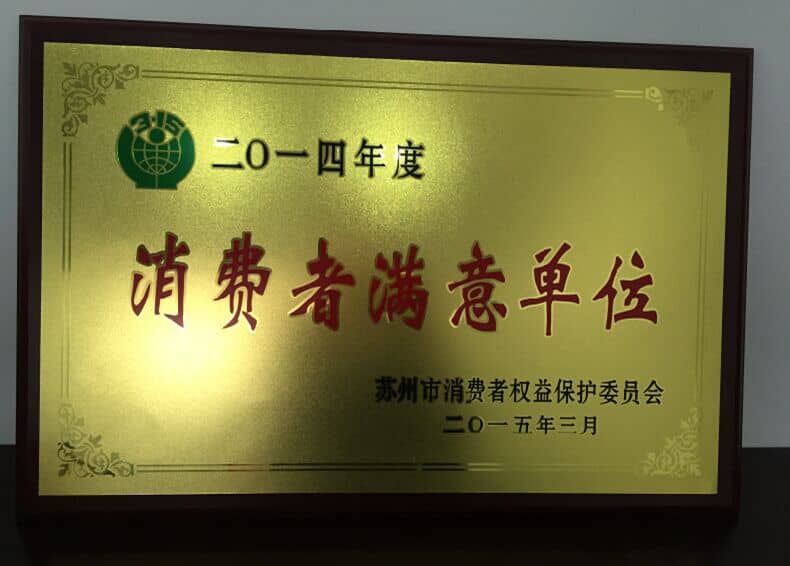 3·15
二〇一四年度
消费者满意单位
苏州市消费者权益保护委员会
二〇一五年三月